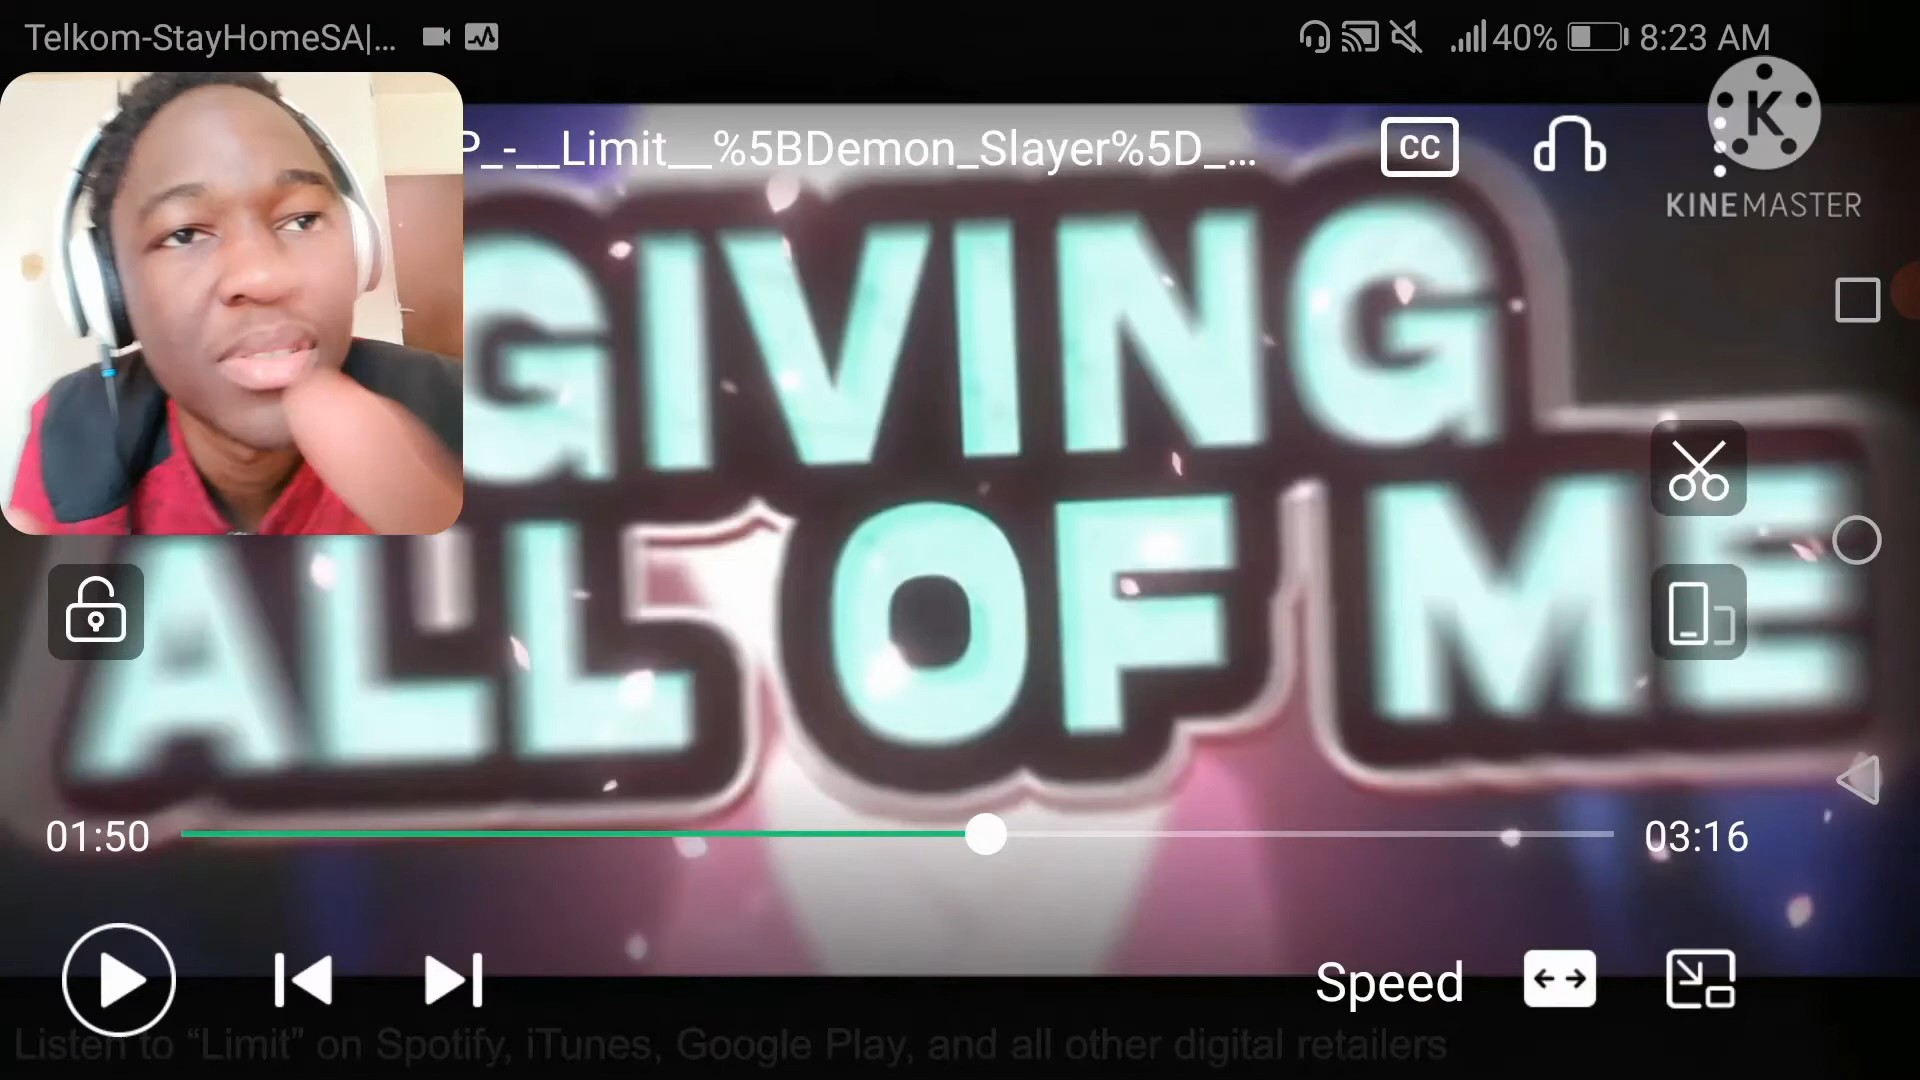 Telkom-StayHomeSA|... 40% 8:23 AM
P_-__Limit__%5BDemon_Slayer%5D_... CC
K
KINEMASTER
GIVING
ALL OF ME
01:50 03:16
Speed
Listen to “Limit” on Spotify, iTunes, Google Play, and all other digital retailers